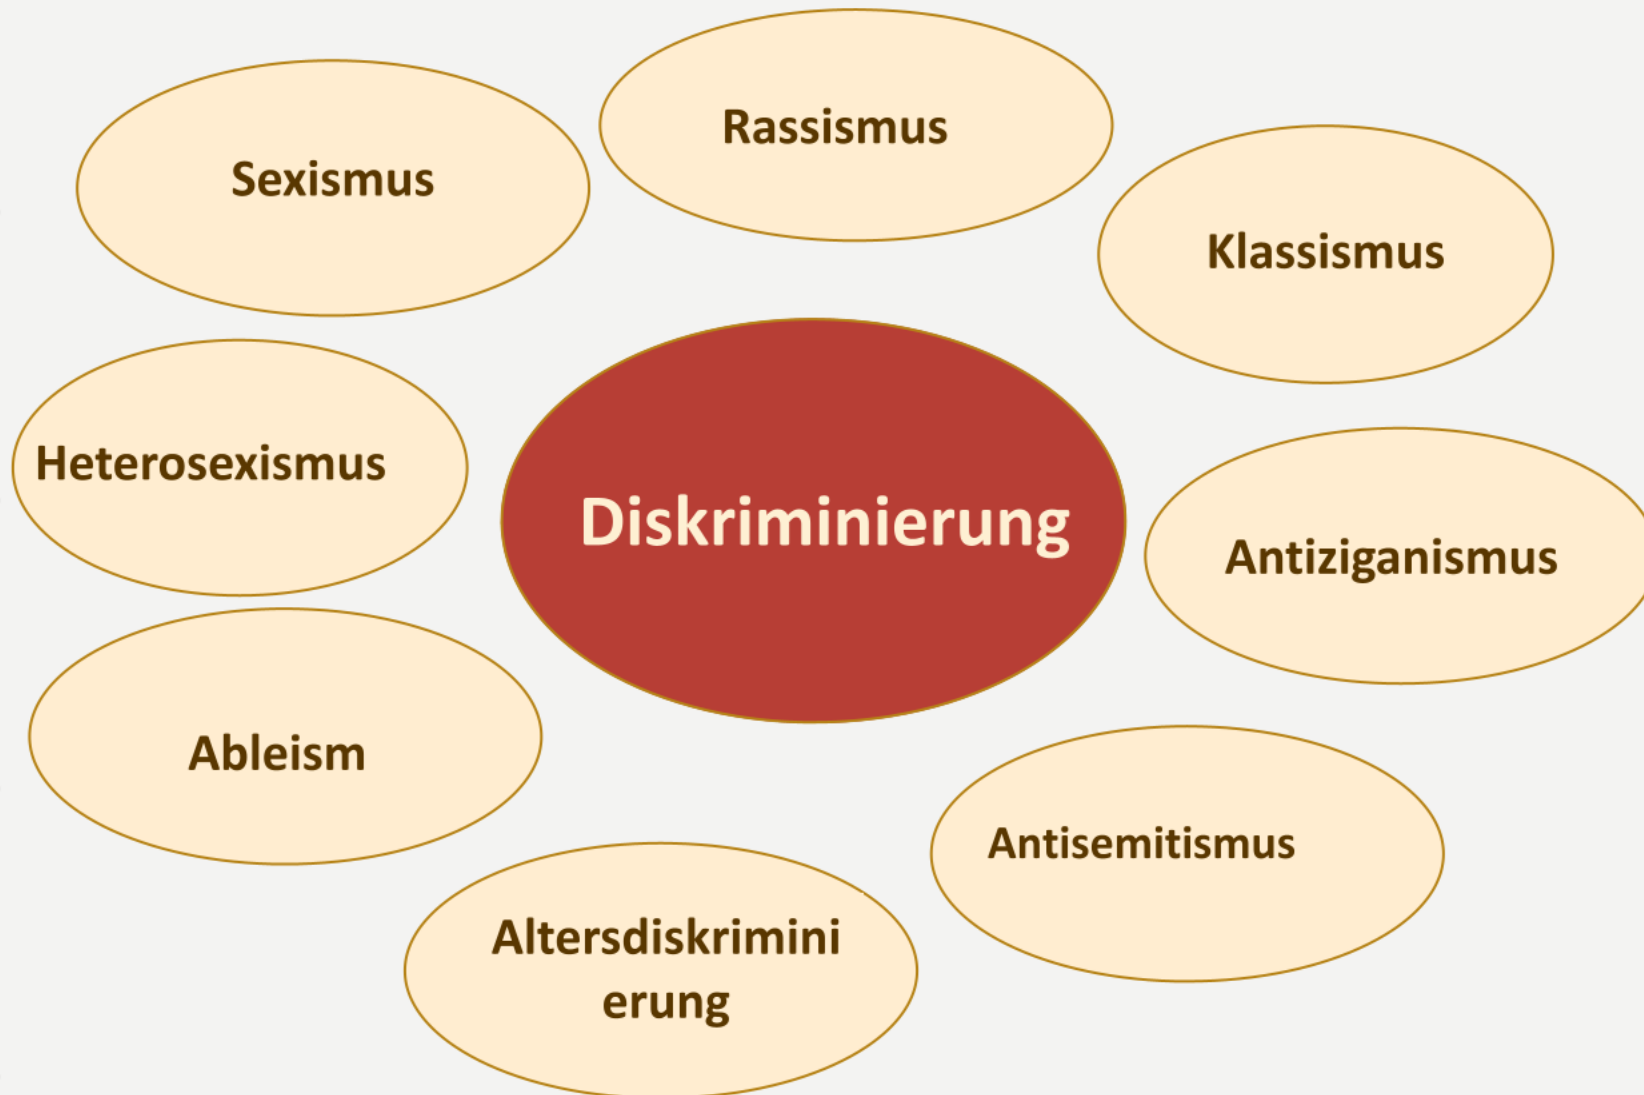 Rassismus
Sexismus
Klassismus
Heterosexismus
Diskriminierung
Antiziganismus
Ableism
Antisemitismus
Altersdiskrimini
erung